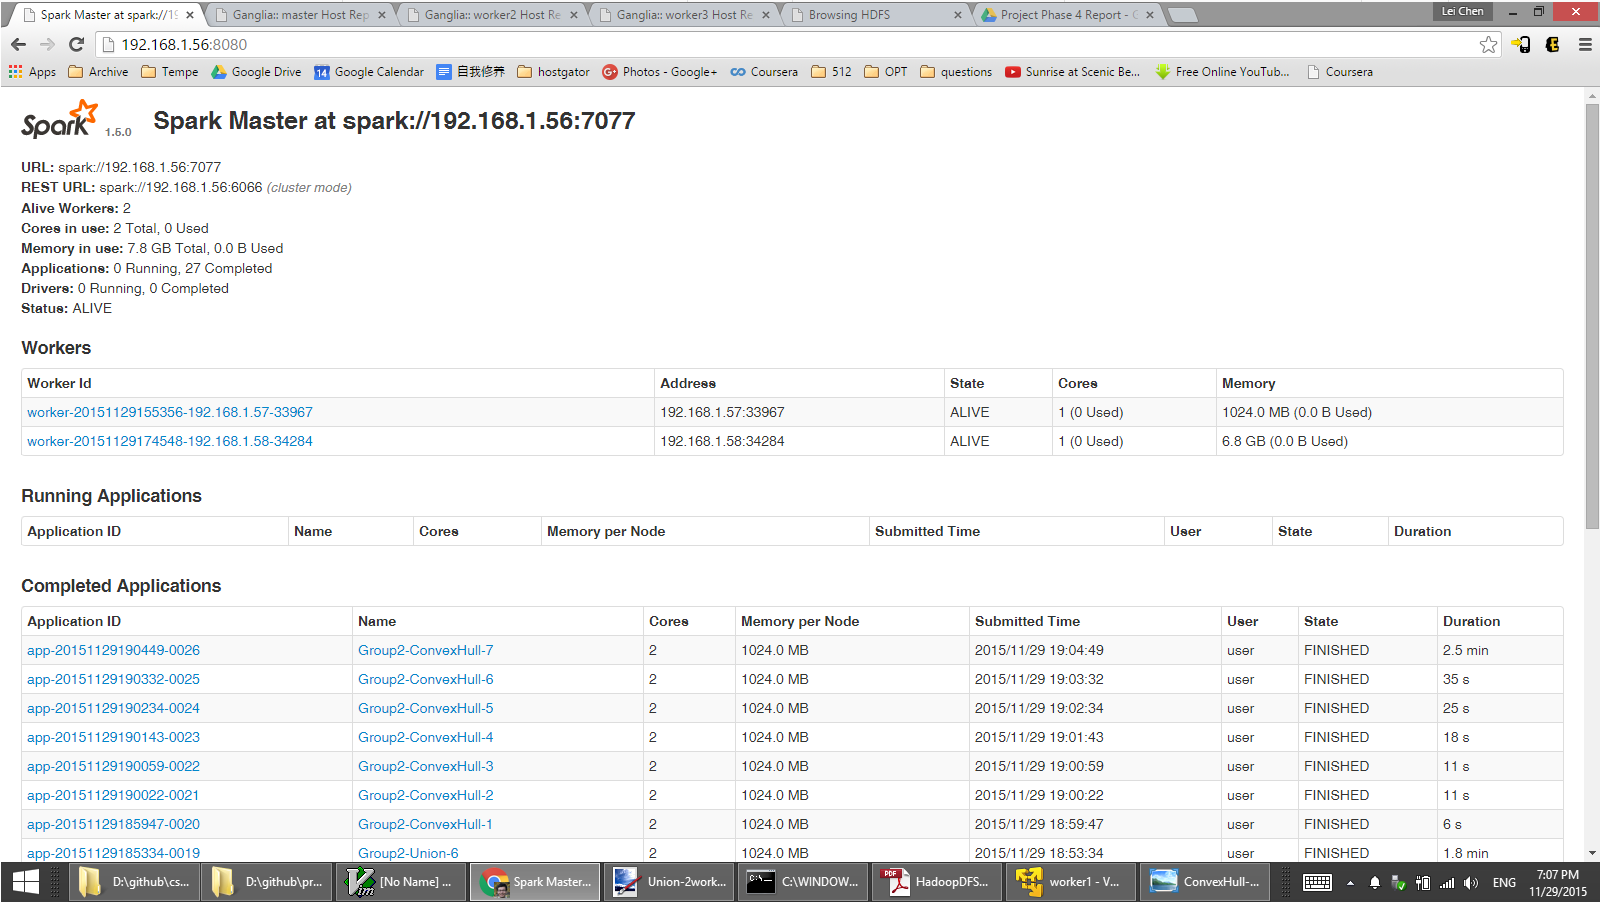 Spark Master at spark://19
Ganglia:: master Host Rep
Ganglia:: worker2 Host Re
Ganglia:: worker3 Host Re
Browsing HDFS
Project Phase 4 Report - G
Lei Chen
192.168.1.56:8080
Apps Archive Tempe Google Drive 14 Google Calendar 自我修养 hostgator Photos - Google+ Coursera 512 OPT questions Sunrise at Scenic Be... Free Online YouTub... Coursera
Spark 1.5.0 Spark Master at spark://192.168.1.56:7077
URL: spark://192.168.1.56:7077
REST URL: spark://192.168.1.56:6066 (cluster mode)
Alive Workers: 2
Cores in use: 2 Total, 0 Used
Memory in use: 7.8 GB Total, 0.0 B Used
Applications: 0 Running, 27 Completed
Drivers: 0 Running, 0 Completed
Status: ALIVE
Workers
Worker Id Address State Cores Memory
worker-20151129155356-192.168.1.57-33967 192.168.1.57:33967 ALIVE 1 (0 Used) 1024.0 MB (0.0 B Used)
worker-20151129174548-192.168.1.58-34284 192.168.1.58:34284 ALIVE 1 (0 Used) 6.8 GB (0.0 B Used)
Running Applications
Application ID Name Cores Memory per Node Submitted Time User State Duration
Completed Applications
Application ID Name Cores Memory per Node Submitted Time User State Duration
app-20151129190449-0026 Group2-ConvexHull-7 2 1024.0 MB 2015/11/29 19:04:49 user FINISHED 2.5 min
app-20151129190332-0025 Group2-ConvexHull-6 2 1024.0 MB 2015/11/29 19:03:32 user FINISHED 35 s
app-20151129190234-0024 Group2-ConvexHull-5 2 1024.0 MB 2015/11/29 19:02:34 user FINISHED 25 s
app-20151129190143-0023 Group2-ConvexHull-4 2 1024.0 MB 2015/11/29 19:01:43 user FINISHED 18 s
app-20151129190059-0022 Group2-ConvexHull-3 2 1024.0 MB 2015/11/29 19:00:59 user FINISHED 11 s
app-20151129190022-0021 Group2-ConvexHull-2 2 1024.0 MB 2015/11/29 19:00:22 user FINISHED 11 s
app-20151129185947-0020 Group2-ConvexHull-1 2 1024.0 MB 2015/11/29 18:59:47 user FINISHED 6 s
app-20151129185334-0019 Group2-Union-6 2 1024.0 MB 2015/11/29 18:53:34 user FINISHED 1.8 min
D:\github\cs... D:\github\pr... [No Name] ... Spark Master... Union-2work... C:\WINDOW... HadoopDFS... worker1 - V... ConvexHull-... ENG 7:07 PM
11/29/2015